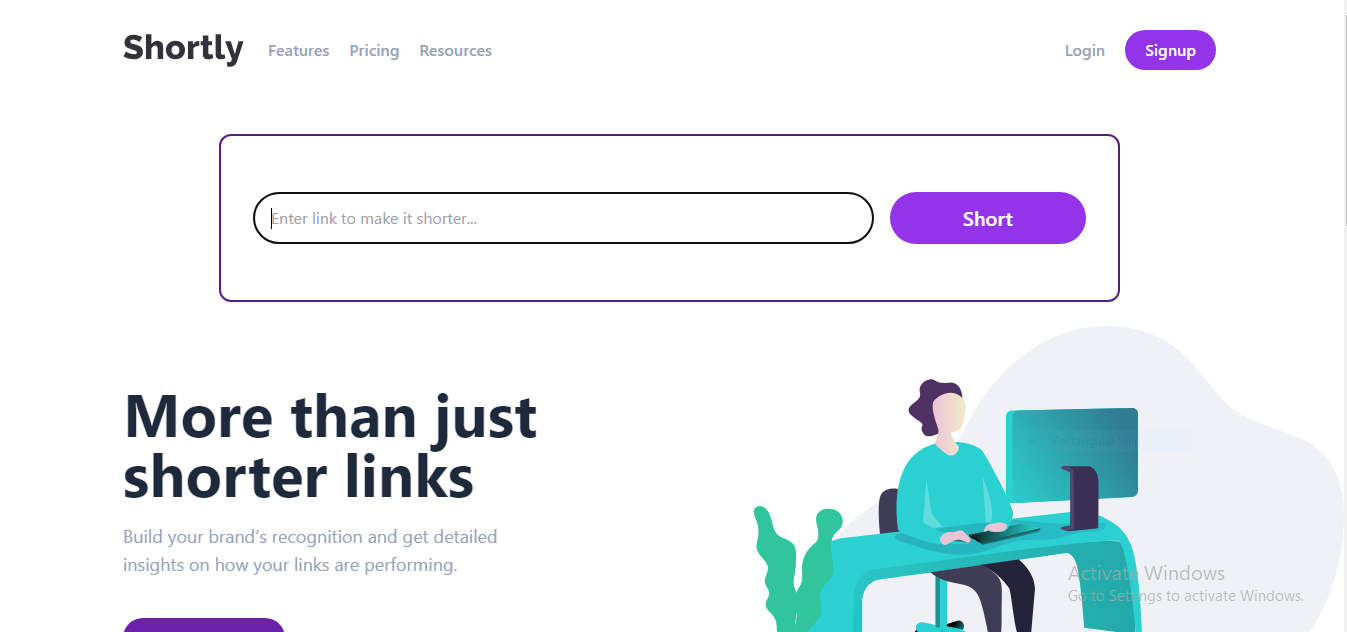 Shortly
Features
Pricing
Resources
Login
Signup
Enter link to make it shorter...
Short
More than just
shorter links
Build your brand’s recognition and get detailed
insights on how your links are performing.
Rectangular Snip
Activate Windows
Go to Settings to activate Windows.